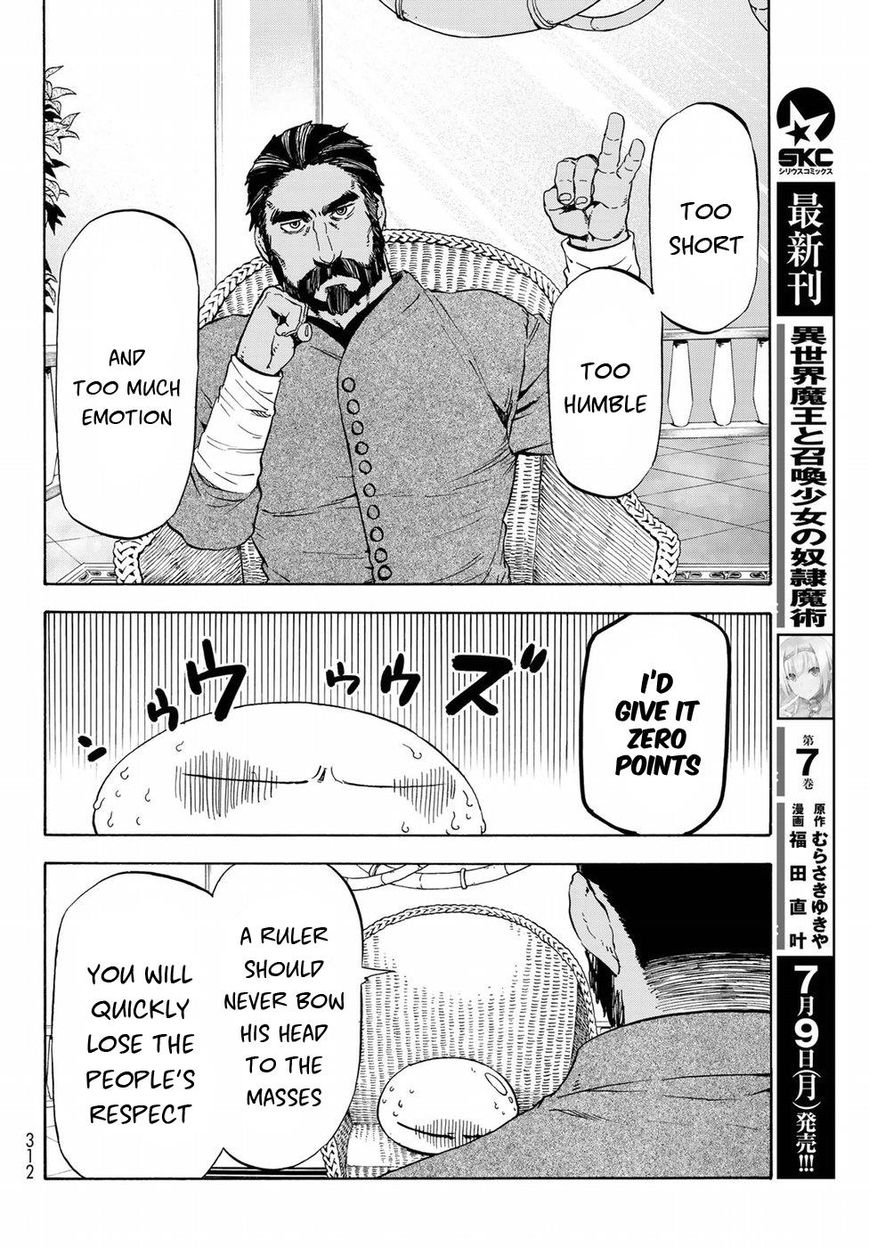 TOO
SHORT
TOO
HUMBLE
AND
TOO MUCH
EMOTION
I'D
GIVE IT
ZERO
POINTS
ズゥゥゥゥン
A RULER
SHOULD
NEVER BOW
HIS HEAD
TO THE
MASSES
YOU WILL
QUICKLY
LOSE THE
PEOPLE'S
RESPECT
312
SKC
シリウスコミックス
最新刊
異世界魔王と召喚少女の奴隷魔術
第7巻
原作 むらさきゆきや
漫画 福田直叶
7月9日(月)発売!!!